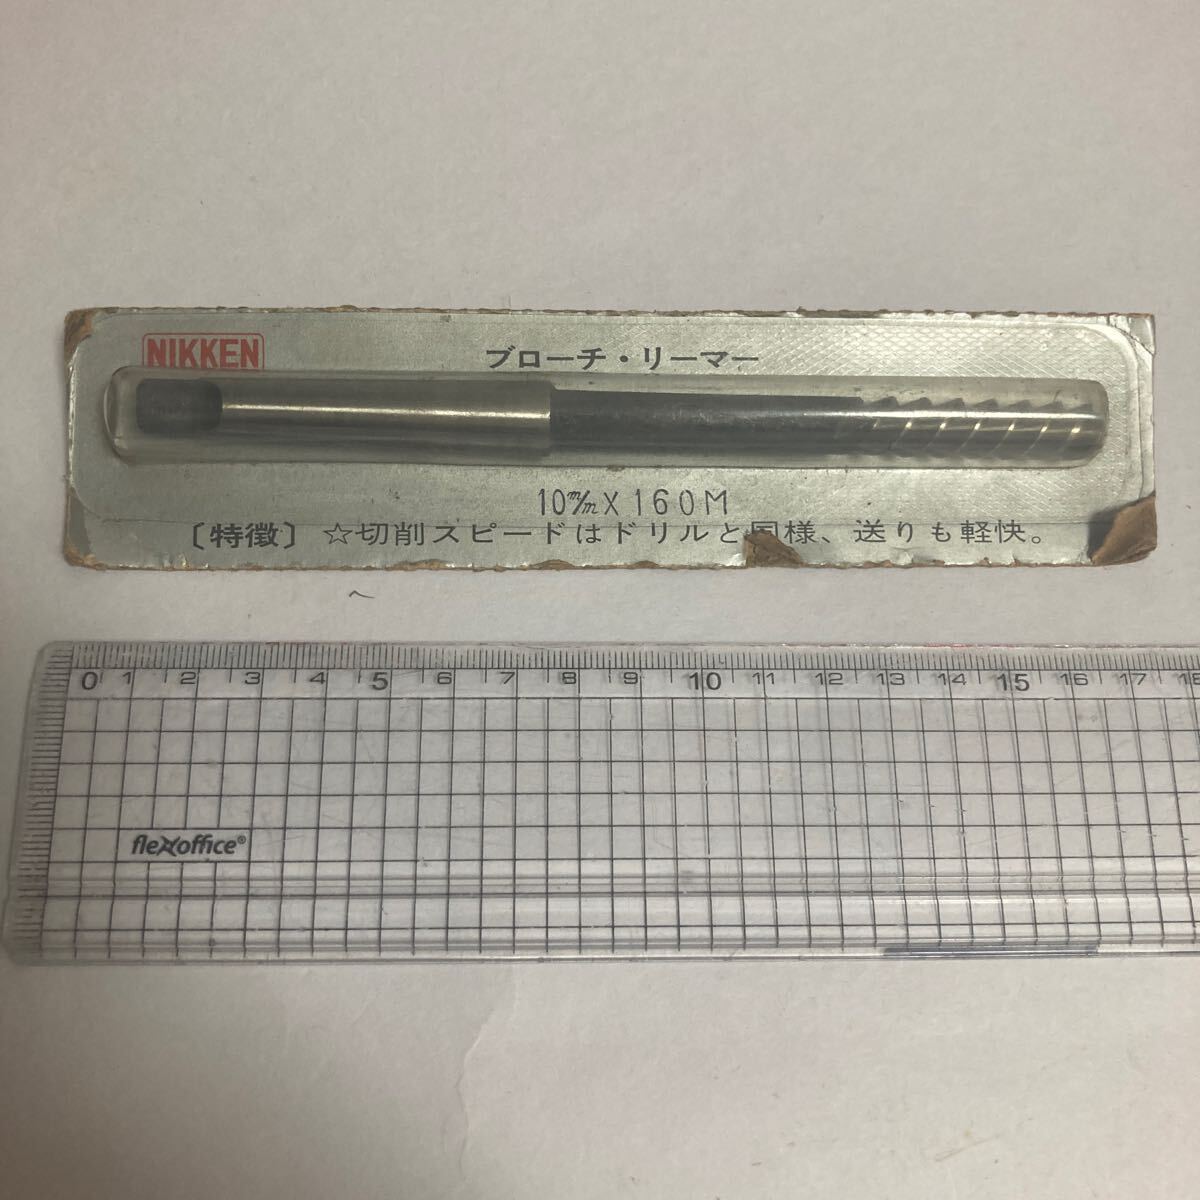 NIKKEN
ブローチ・リーマー
10m/m X 160M
〔特徴〕 ☆切削スピードはドリルと同様、送りも軽快。
0 1 2 3 4 5 6 7 8 9 10 11 12 13 14 15 16 17 18
flexoffice®